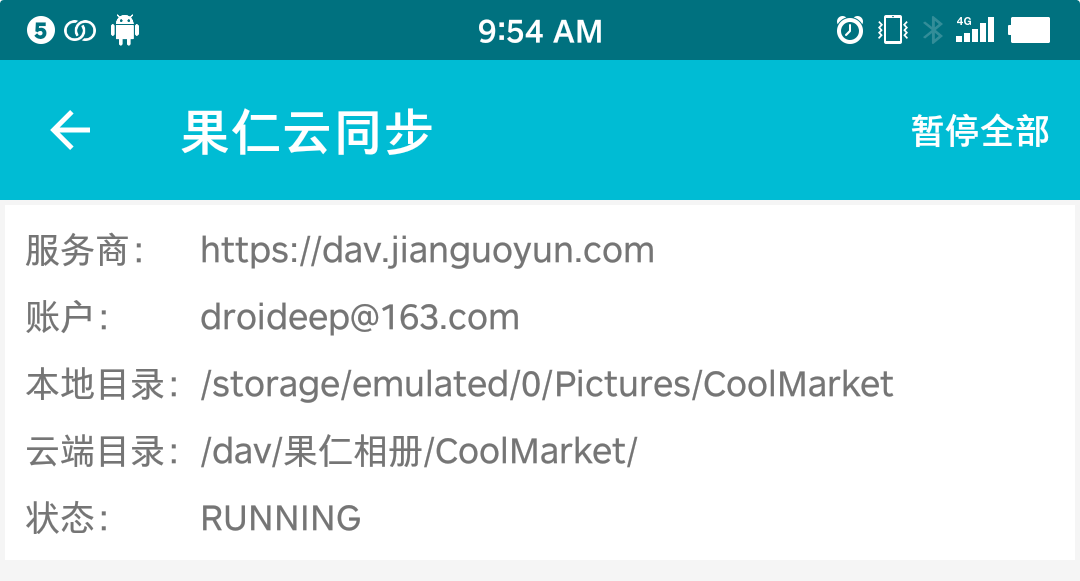 5 9:54 AM 4G
果仁云同步 暂停全部
服务商： https://dav.jianguoyun.com
账户： droideep@163.com
本地目录： /storage/emulated/0/Pictures/CoolMarket
云端目录： /dav/果仁相册/CoolMarket/
状态： RUNNING